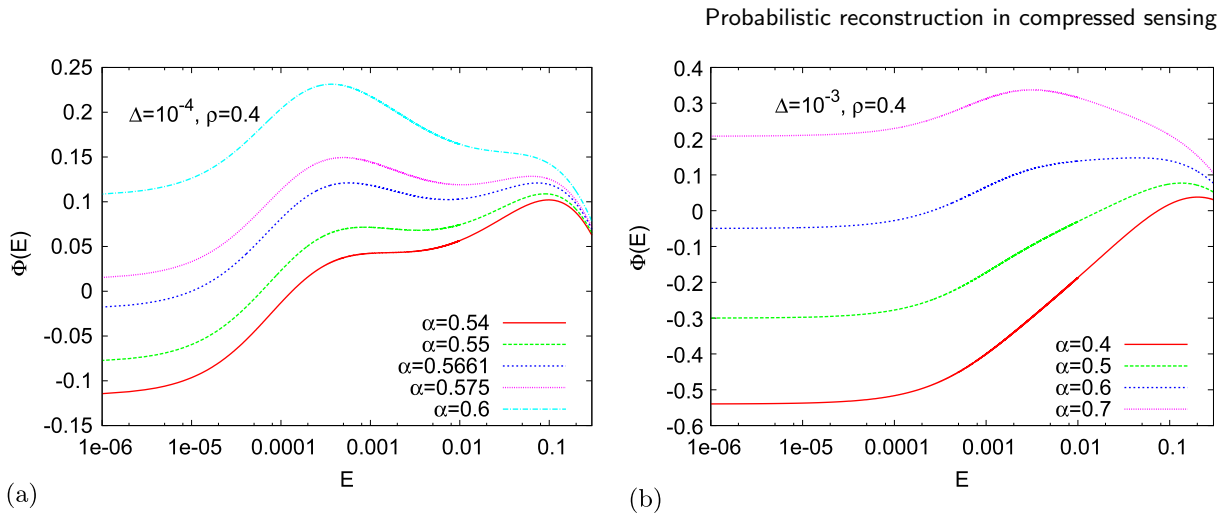 Probabilistic reconstruction in compressed sensing
0.25
0.2
0.15
0.1
0.05
0
-0.05
-0.1
-0.15
1e-06
1e-05
0.0001
0.001
0.01
0.1
Φ(E)
E
Δ=10⁻⁴, ρ=0.4
α=0.54
α=0.55
α=0.5661
α=0.575
α=0.6
(a)
0.4
0.3
0.2
0.1
0
-0.1
-0.2
-0.3
-0.4
-0.5
-0.6
1e-06
1e-05
0.0001
0.001
0.01
0.1
Φ(E)
E
Δ=10⁻³, ρ=0.4
α=0.4
α=0.5
α=0.6
α=0.7
(b)